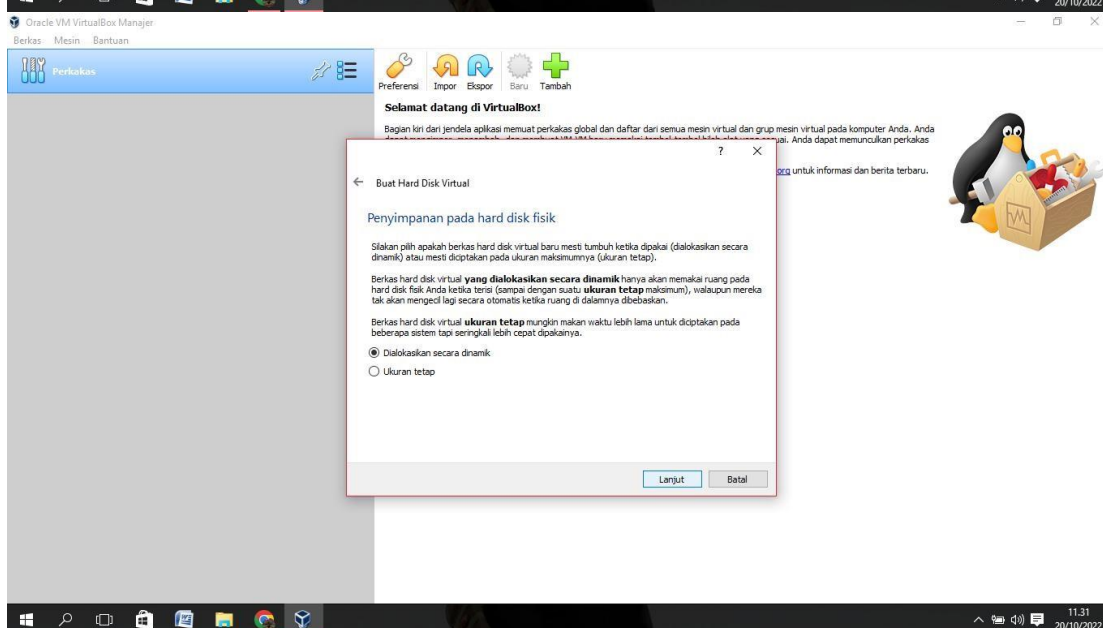 20/10/2022
Oracle VM VirtualBox Manajer
Berkas Mesin Bantuan
Perkakas
Preferensi Impor Ekspor Baru Tambah
Selamat datang di VirtualBox!
Bagian kiri dari jendela aplikasi memuat perkakas global dan daftar dari semua mesin virtual dan grup mesin virtual pada komputer Anda. Anda
Anda dapat memunculkan perkakas
org untuk informasi dan berita terbaru.
? X
Buat Hard Disk Virtual
Penyimpanan pada hard disk fisik
Silakan pilih apakah berkas hard disk virtual baru mesti tumbuh ketika dipakai (dialokasikan secara
dinamik) atau mesti diciptakan pada ukuran maksimumnya (ukuran tetap).
Berkas hard disk virtual yang dialokasikan secara dinamik hanya akan memakai ruang pada
hard disk fisik Anda ketika terisi (sampai dengan suatu ukuran tetap maksimum), walaupun mereka
tak akan mengecil lagi secara otomatis ketika ruang di dalamnya dibebaskan.
Berkas hard disk virtual ukuran tetap mungkin makan waktu lebih lama untuk diciptakan pada
beberapa sistem tapi seringkali lebih cepat dipakainya.
Dialokasikan secara dinamik
Ukuran tetap
Lanjut Batal
11.31
20/10/2022